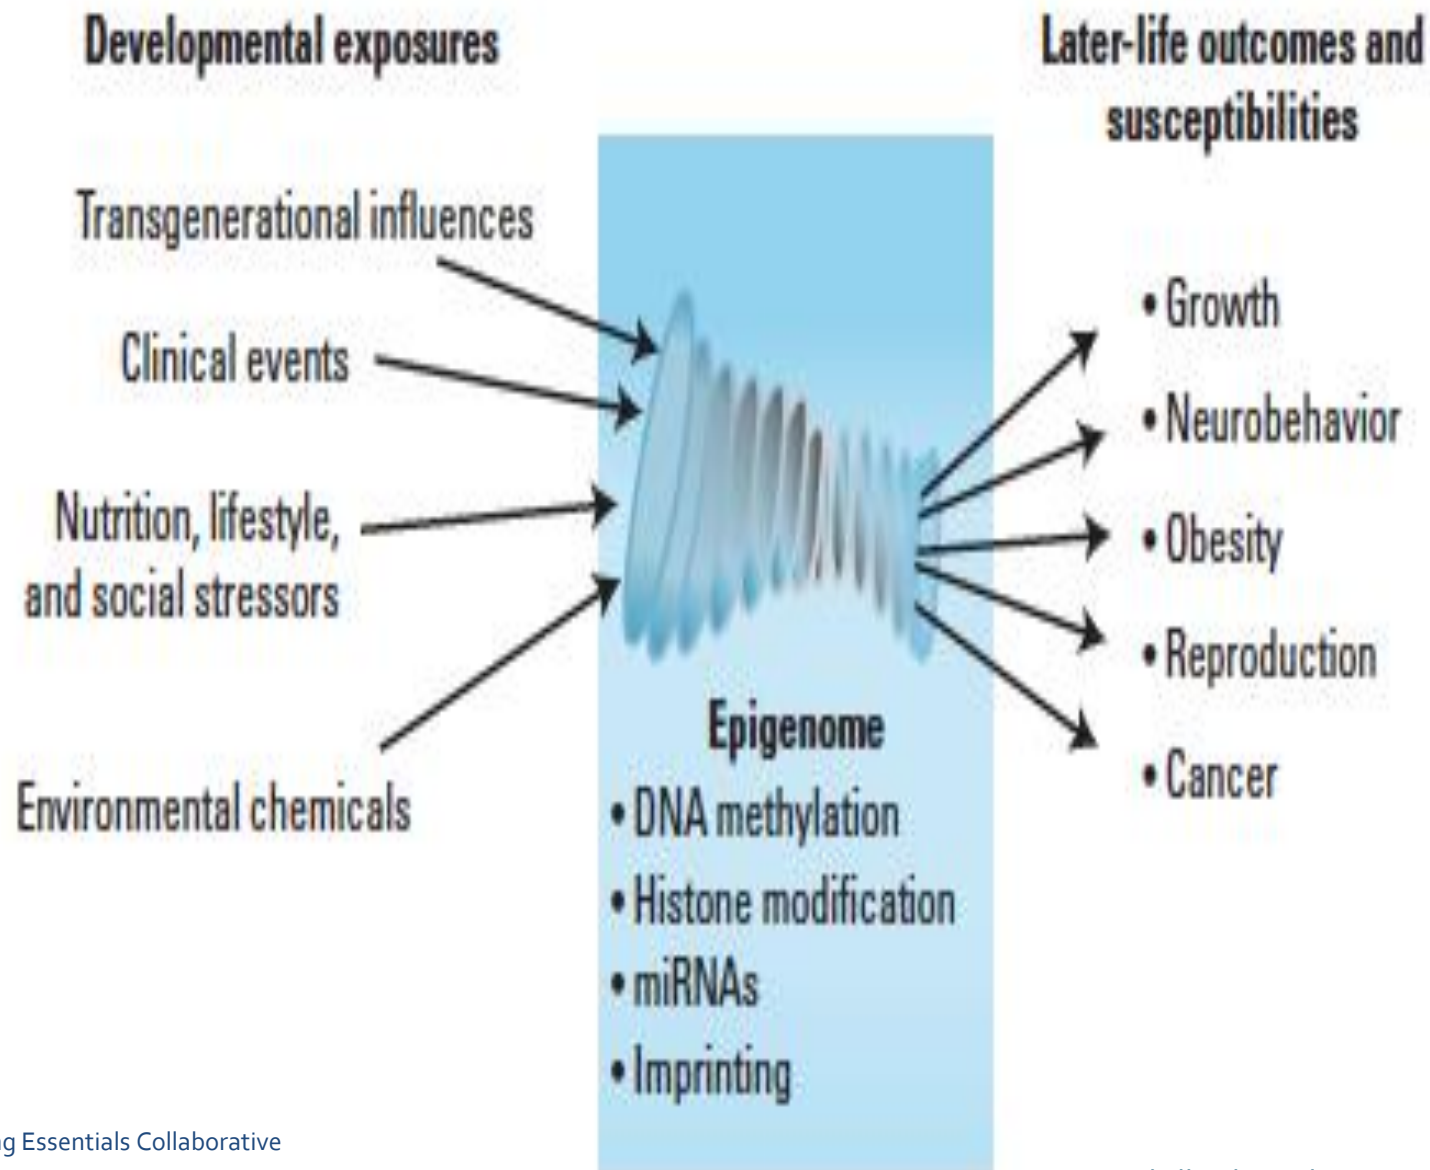 Developmental exposures
Transgenerational influences
Clinical events
Nutrition, lifestyle,
and social stressors
Environmental chemicals
Epigenome
• DNA methylation
• Histone modification
• miRNAs
• Imprinting
Later-life outcomes and
susceptibilities
• Growth
• Neurobehavior
• Obesity
• Reproduction
• Cancer
Essentials Collaborative